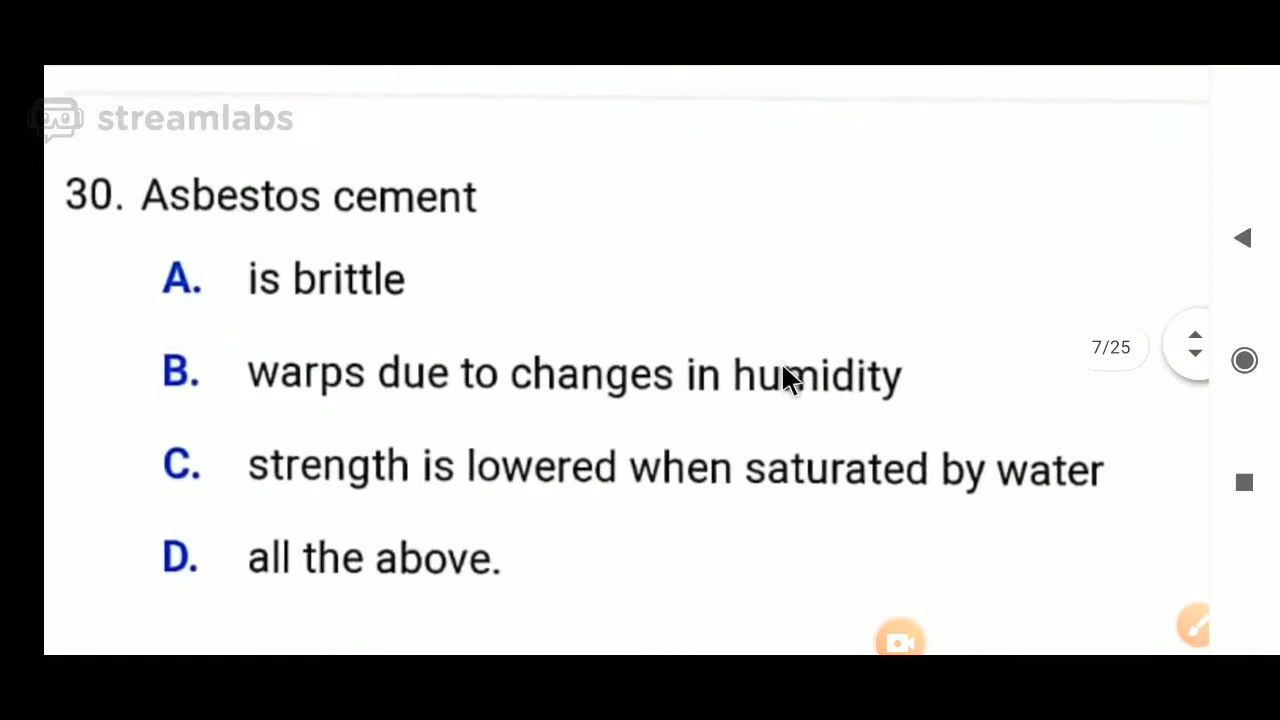 streamlabs
30. Asbestos cement
A. is brittle
B. warps due to changes in humidity
7/25
C. strength is lowered when saturated by water
D. all the above.